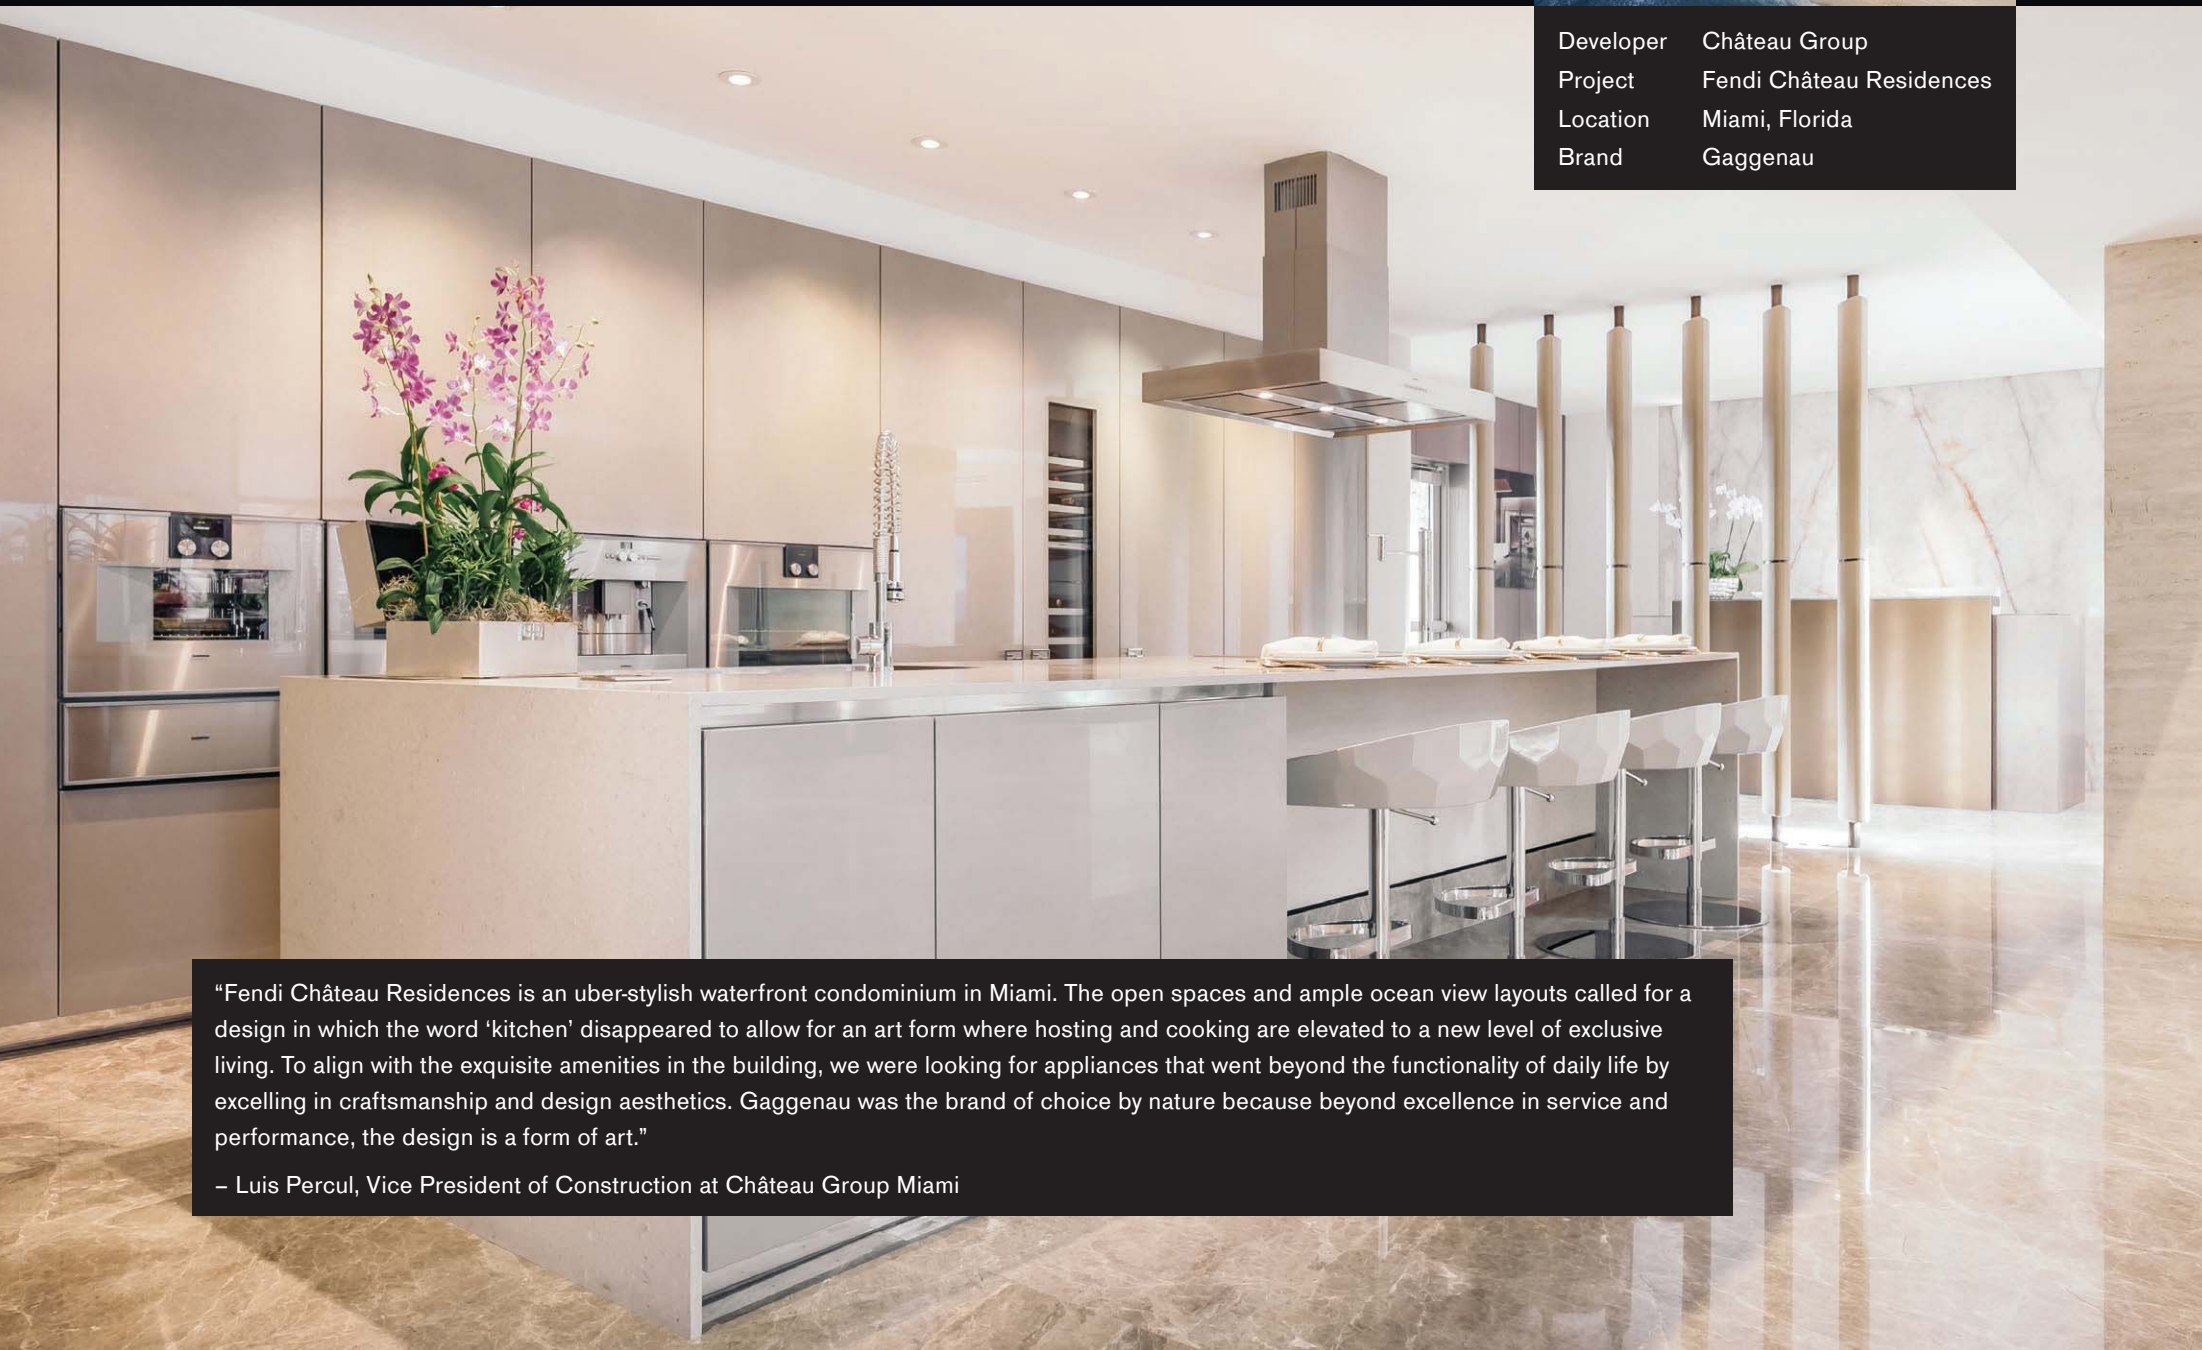 Developer Château Group
Project Fendi Château Residences
Location Miami, Florida
Brand Gaggenau
“Fendi Château Residences is an uber-stylish waterfront condominium in Miami. The open spaces and ample ocean view layouts called for a
design in which the word ‘kitchen’ disappeared to allow for an art form where hosting and cooking are elevated to a new level of exclusive
living. To align with the exquisite amenities in the building, we were looking for appliances that went beyond the functionality of daily life by
excelling in craftsmanship and design aesthetics. Gaggenau was the brand of choice by nature because beyond excellence in service and
performance, the design is a form of art.”
– Luis Percul, Vice President of Construction at Château Group Miami